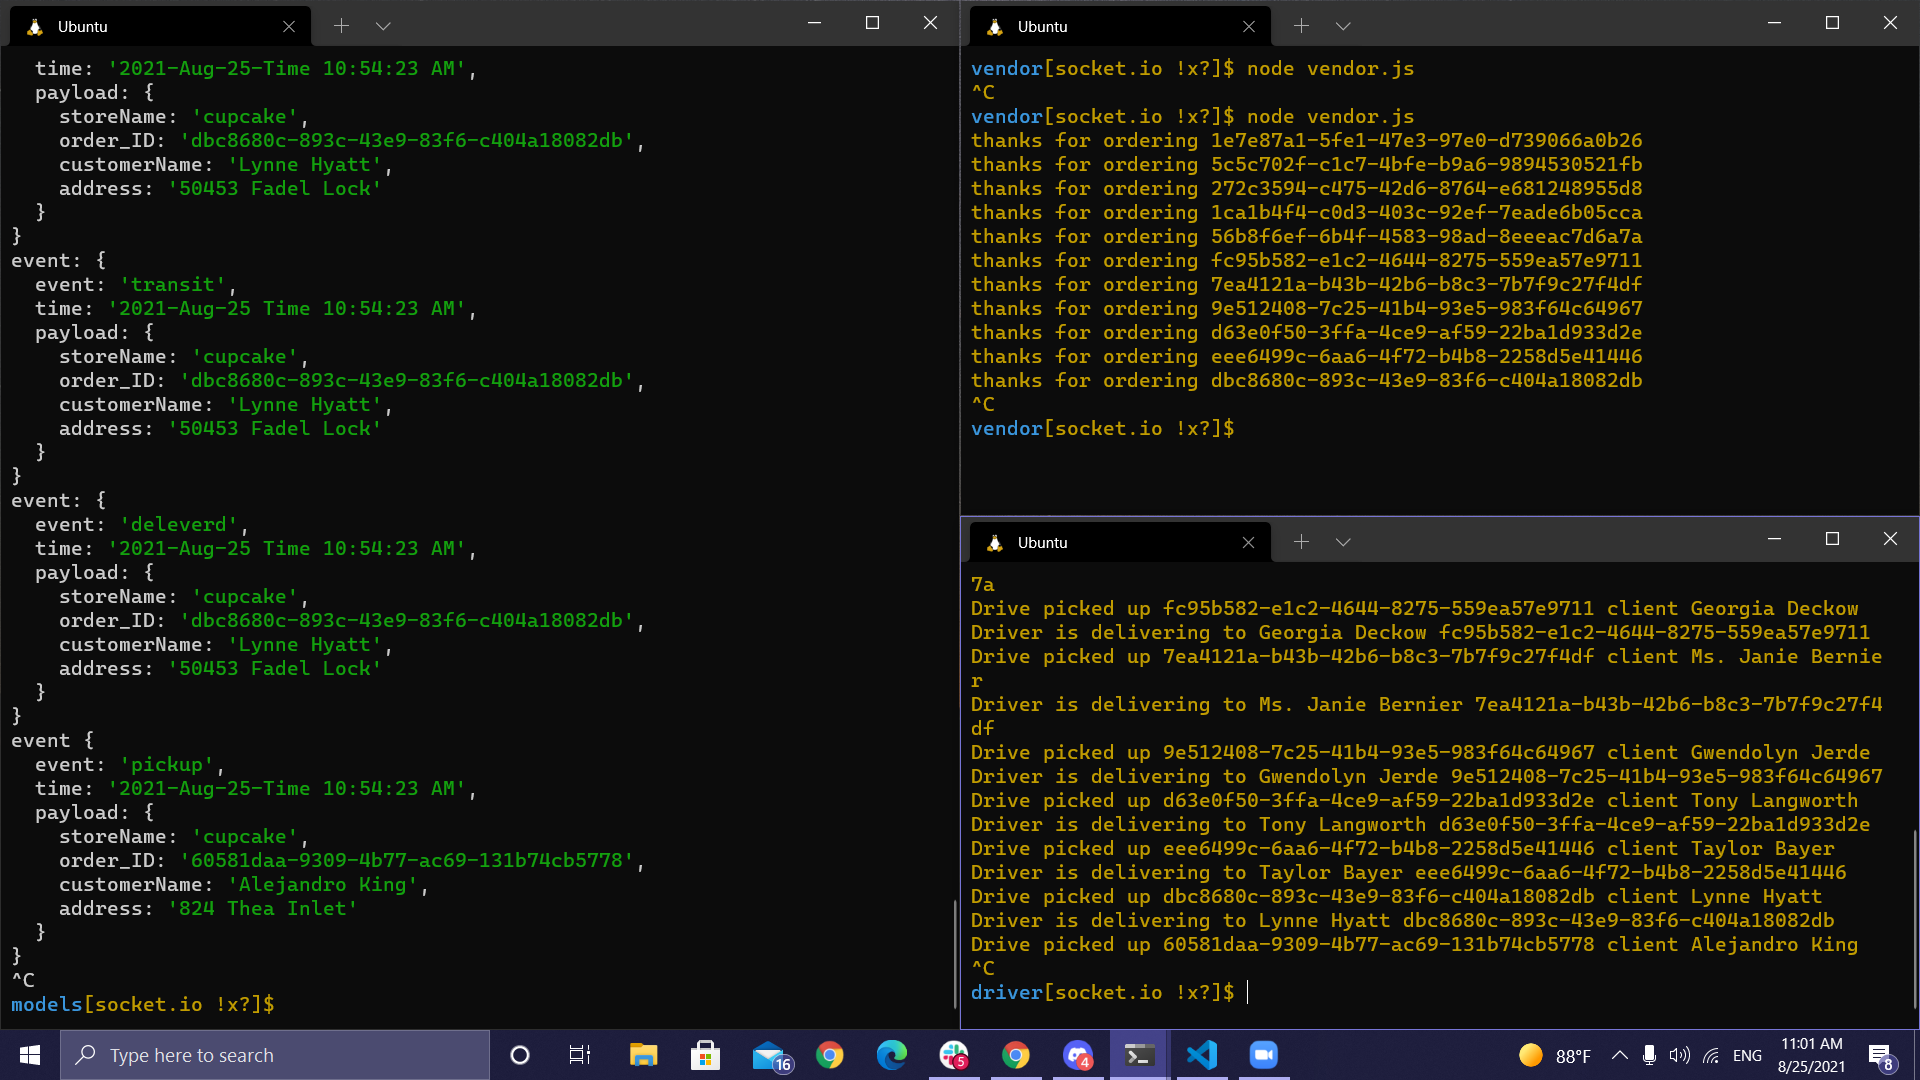 Ubuntu
time: '2021-Aug-25-Time 10:54:23 AM',
payload: {
storeName: 'cupcake',
order_ID: 'dbc8680c-893c-43e9-83f6-c404a18082db',
customerName: 'Lynne Hyatt',
address: '50453 Fadel Lock'
}
}
event: {
event: 'transit',
time: '2021-Aug-25 Time 10:54:23 AM',
payload: {
storeName: 'cupcake',
order_ID: 'dbc8680c-893c-43e9-83f6-c404a18082db',
customerName: 'Lynne Hyatt',
address: '50453 Fadel Lock'
}
}
event: {
event: 'deleverd',
time: '2021-Aug-25 Time 10:54:23 AM',
payload: {
storeName: 'cupcake',
order_ID: 'dbc8680c-893c-43e9-83f6-c404a18082db',
customerName: 'Lynne Hyatt',
address: '50453 Fadel Lock'
}
}
event {
event: 'pickup',
time: '2021-Aug-25-Time 10:54:23 AM',
payload: {
storeName: 'cupcake',
order_ID: '60581daa-9309-4b77-ac69-131b74cb5778',
customerName: 'Alejandro King',
address: '824 Thea Inlet'
}
}
^C
models[socket.io !x?]$
Ubuntu
vendor[socket.io !x?]$ node vendor.js
^C
vendor[socket.io !x?]$ node vendor.js
thanks for ordering 1e7e87a1-5fe1-47e3-97e0-d739066a0b26
thanks for ordering 5c5c702f-c1c7-4bfe-b9a6-9894530521fb
thanks for ordering 272c3594-c475-42d6-8764-e681248955d8
thanks for ordering 1ca1b4f4-c0d3-403c-92ef-7eade6b05cca
thanks for ordering 56b8f6ef-6b4f-4583-98ad-8eeeac7d6a7a
thanks for ordering fc95b582-e1c2-4644-8275-559ea57e9711
thanks for ordering 7ea4121a-b43b-42b6-b8c3-7b7f9c27f4df
thanks for ordering 9e512408-7c25-41b4-93e5-983f64c64967
thanks for ordering d63e0f50-3ffa-4ce9-af59-22ba1d933d2e
thanks for ordering eee6499c-6aa6-4f72-b4b8-2258d5e41446
thanks for ordering dbc8680c-893c-43e9-83f6-c404a18082db
^C
vendor[socket.io !x?]$
Ubuntu
7a
Drive picked up fc95b582-e1c2-4644-8275-559ea57e9711 client Georgia Deckow
Driver is delivering to Georgia Deckow fc95b582-e1c2-4644-8275-559ea57e9711
Drive picked up 7ea4121a-b43b-42b6-b8c3-7b7f9c27f4df client Ms. Janie Bernie
r
Driver is delivering to Ms. Janie Bernier 7ea4121a-b43b-42b6-b8c3-7b7f9c27f4
df
Drive picked up 9e512408-7c25-41b4-93e5-983f64c64967 client Gwendolyn Jerde
Driver is delivering to Gwendolyn Jerde 9e512408-7c25-41b4-93e5-983f64c64967
Drive picked up d63e0f50-3ffa-4ce9-af59-22ba1d933d2e client Tony Langworth
Driver is delivering to Tony Langworth d63e0f50-3ffa-4ce9-af59-22ba1d933d2e
Drive picked up eee6499c-6aa6-4f72-b4b8-2258d5e41446 client Taylor Bayer
Driver is delivering to Taylor Bayer eee6499c-6aa6-4f72-b4b8-2258d5e41446
Drive picked up dbc8680c-893c-43e9-83f6-c404a18082db client Lynne Hyatt
Driver is delivering to Lynne Hyatt dbc8680c-893c-43e9-83f6-c404a18082db
Drive picked up 60581daa-9309-4b77-ac69-131b74cb5778 client Alejandro King
^C
driver[socket.io !x?]$
Type here to search
16
5
4
88°F
ENG
11:01 AM
8/25/2021
8